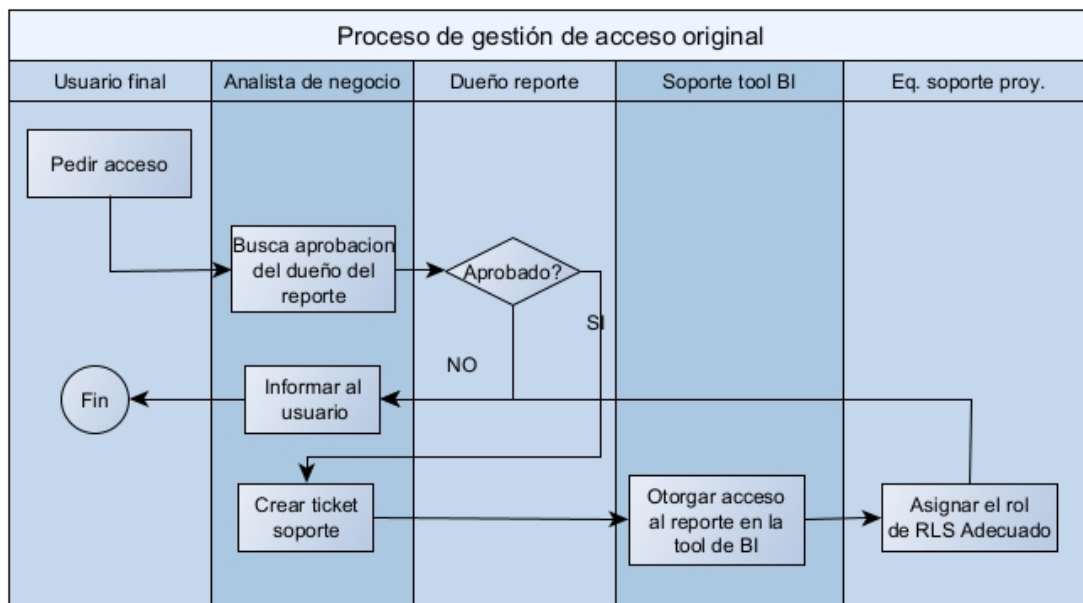 Proceso de gestión de acceso original
Usuario final
Analista de negocio
Dueño reporte
Soporte tool BI
Eq. soporte proy.
Pedir acceso
Busca aprobacion
del dueño del
reporte
Aprobado?
SI
NO
Informar al
usuario
Fin
Crear ticket
soporte
Otorgar acceso
al reporte en la
tool de BI
Asignar el rol
de RLS Adecuado